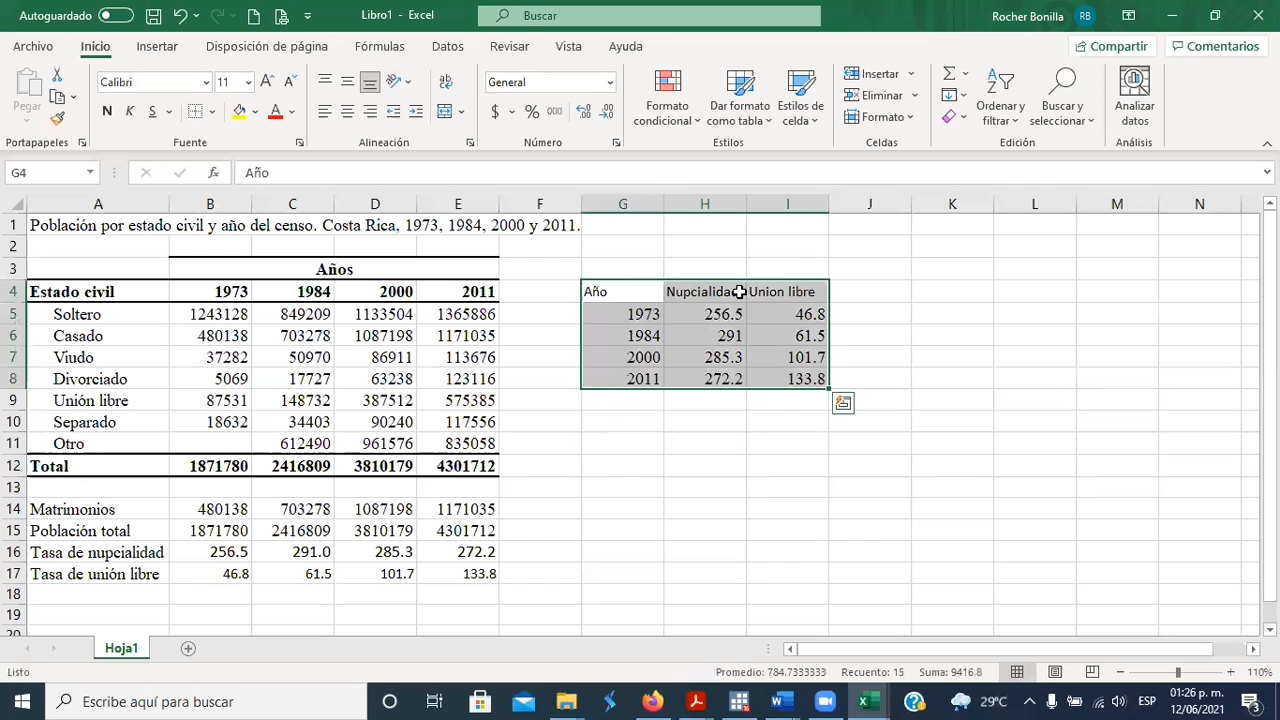 Autoguardado
Libro1 - Excel
Buscar
Rocher Bonilla
RB
Archivo Inicio Insertar Disposición de página Fórmulas Datos Revisar Vista Ayuda
Compartir
Comentarios
Pegar
Calibri 11
N K S
General
$ % 000
Formato condicional
Dar formato como tabla
Estilos de celda
Insertar
Eliminar
Formato
Ordenar y filtrar
Buscar y seleccionar
Analizar datos
Portapapeles Fuente Alineación Número Estilos Celdas Edición Análisis
G4 fx Año
A B C D E F G H I J K L M N
1 Población por estado civil y año del censo. Costa Rica, 1973, 1984, 2000 y 2011.
2
3 Años
4 Estado civil 1973 1984 2000 2011 Año Nupcialidad Union libre
5 Soltero 1243128 849209 1133504 1365886 1973 256.5 46.8
6 Casado 480138 703278 1087198 1171035 1984 291 61.5
7 Viudo 37282 50970 86911 113676 2000 285.3 101.7
8 Divorciado 5069 17727 63238 123116 2011 272.2 133.8
9 Unión libre 87531 148732 387512 575385
10 Separado 18632 34403 90240 117556
11 Otro 612490 961576 835058
12 Total 1871780 2416809 3810179 4301712
13
14 Matrimonios 480138 703278 1087198 1171035
15 Población total 1871780 2416809 3810179 4301712
16 Tasa de nupcialidad 256.5 291.0 285.3 272.2
17 Tasa de unión libre 46.8 61.5 101.7 133.8
18
19
20
Hoja1
Listo
Promedio: 784.7333333 Recuento: 15 Suma: 9416.8
110%
Escribe aquí para buscar
29°C
ESP
01:26 p. m.
12/06/2021
3